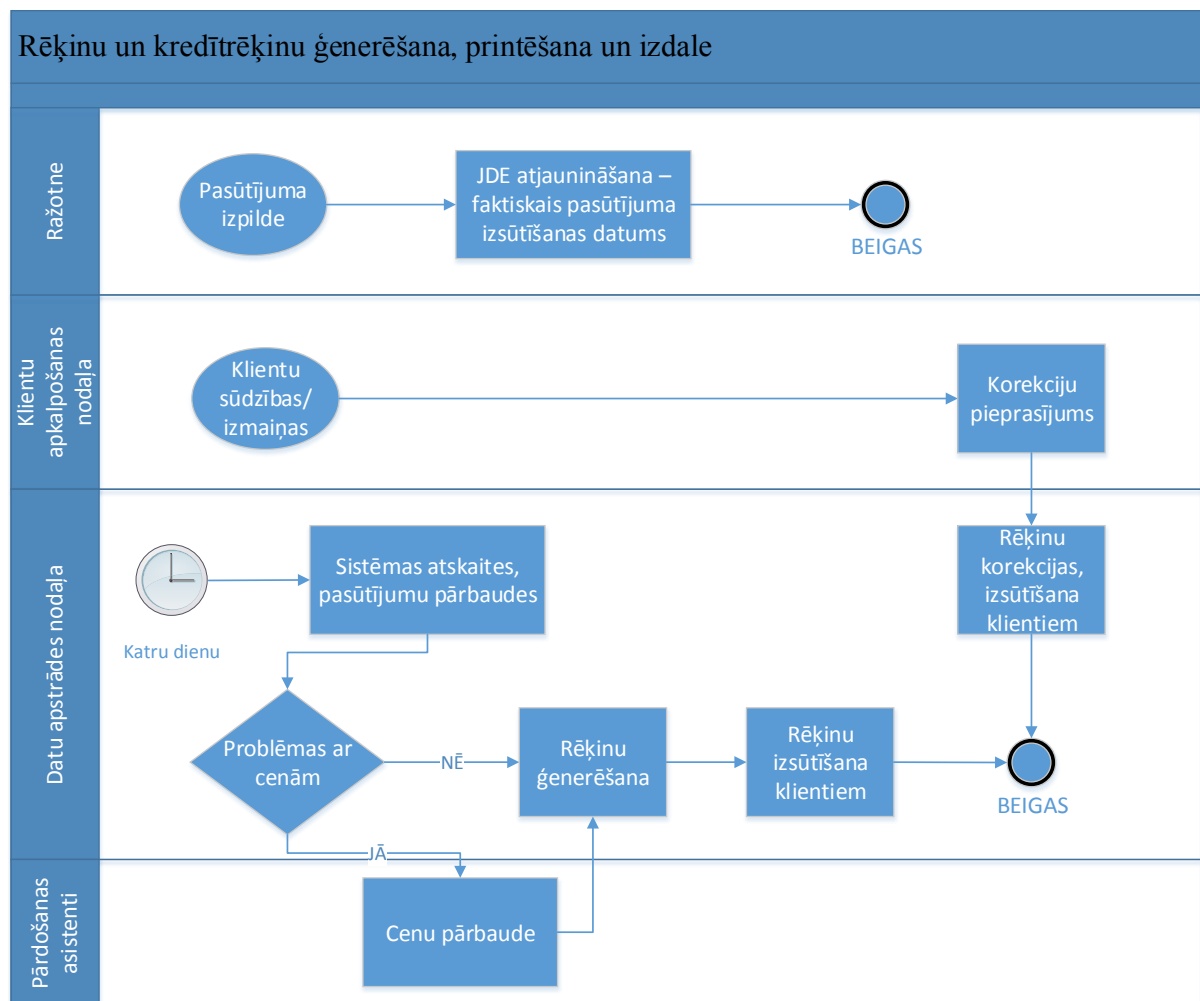 Rēķinu un kredītrēķinu ģenerēšana, printēšana un izdale
Ražotne
Pasūtījuma
izpilde
JDE atjaunināšana –
faktiskais pasūtījuma
izsūtīšanas datums
BEIGAS
Klientu
apkalpošanas
nodaļa
Klientu
sūdzības/
izmaiņas
Korekciju
pieprasījums
Datu apstrādes nodaļa
Katru dienu
Sistēmas atskaites,
pasūtījumu pārbaudes
Rēķinu
korekcijas,
izsūtīšana
klientiem
Problēmas ar
cenām
NĒ
Rēķinu
ģenerēšana
Rēķinu
izsūtīšana
klientiem
BEIGAS
JĀ
Pārdošanas
asistenti
Cenu pārbaude